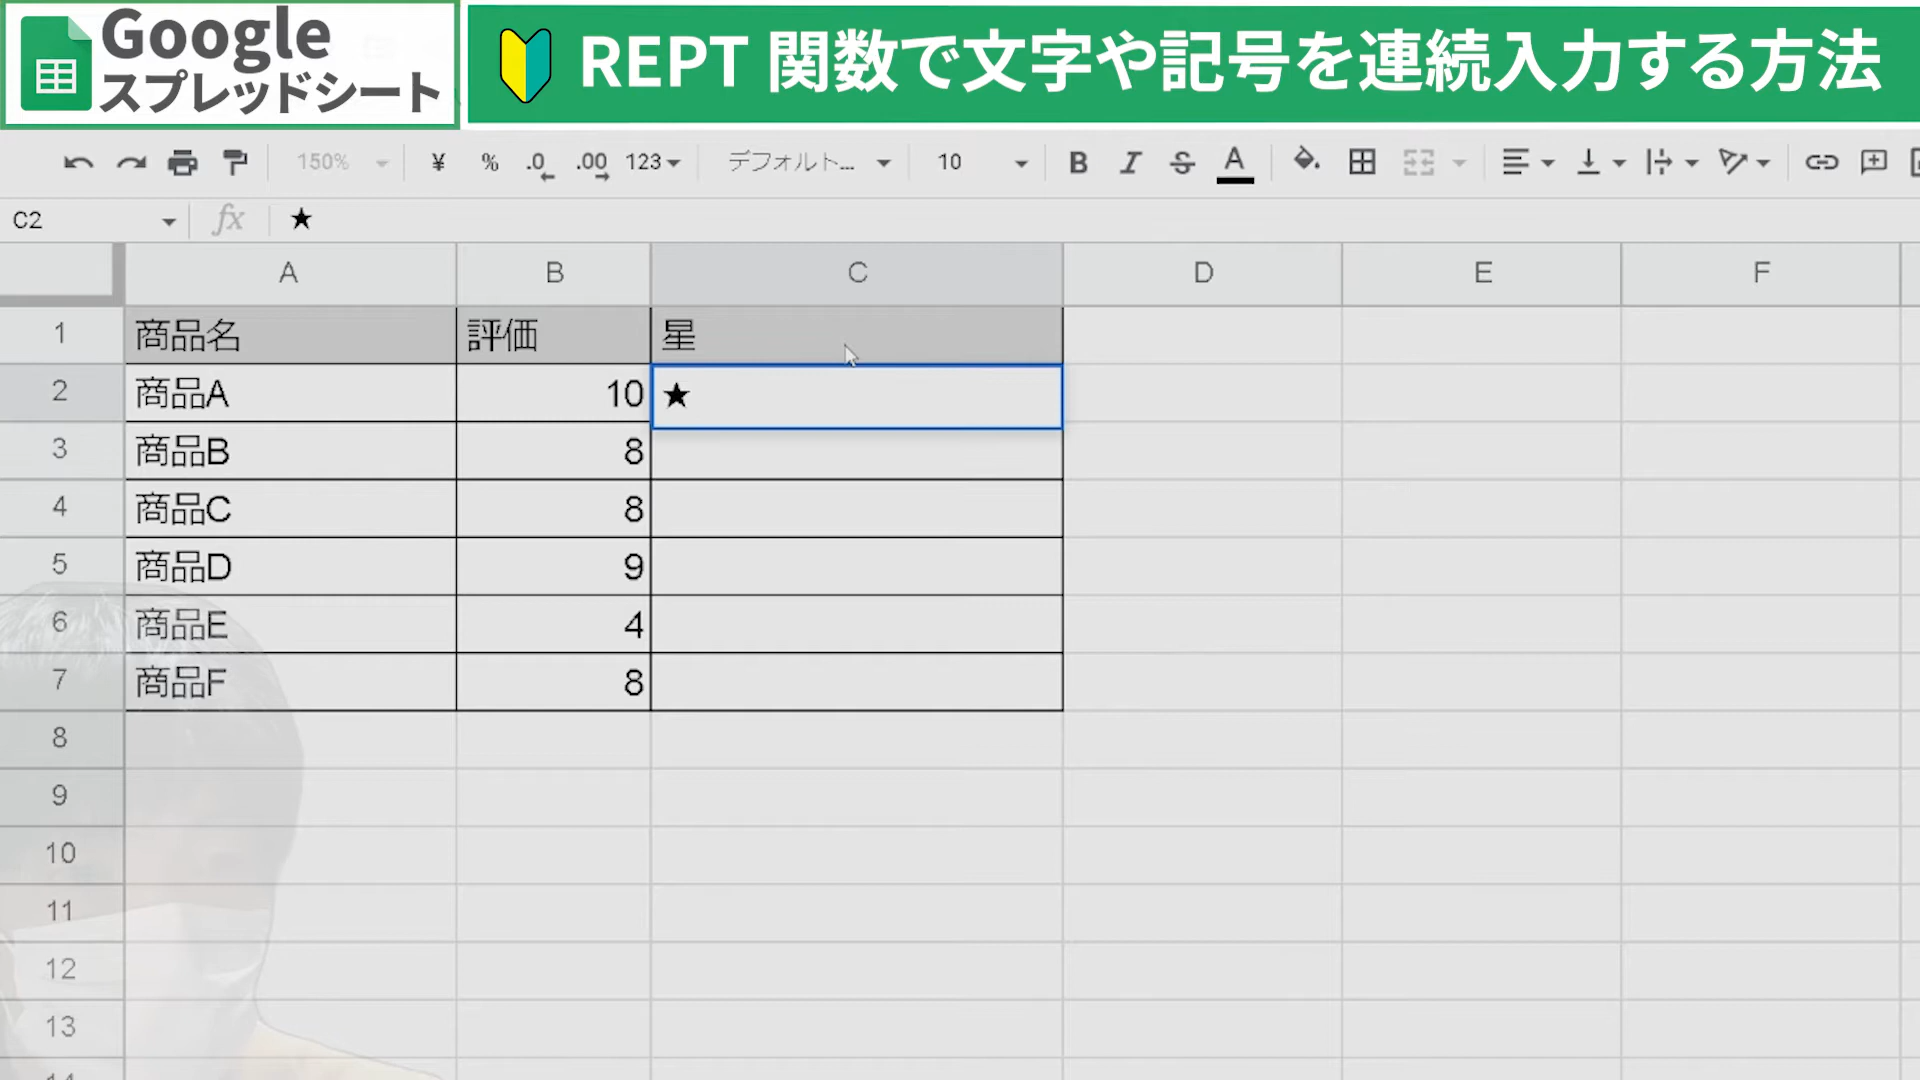 Google
スプレッドシート
REPT 関数で文字や記号を連続入力する方法
150% ¥ % .0 .00 123 デフォルト... 10 B I S A
C2 fx ★
A B C D E F
1 商品名 評価 星
2 商品A 10 ★
3 商品B 8
4 商品C 8
5 商品D 9
6 商品E 4
7 商品F 8
8
9
10
11
12
13
14